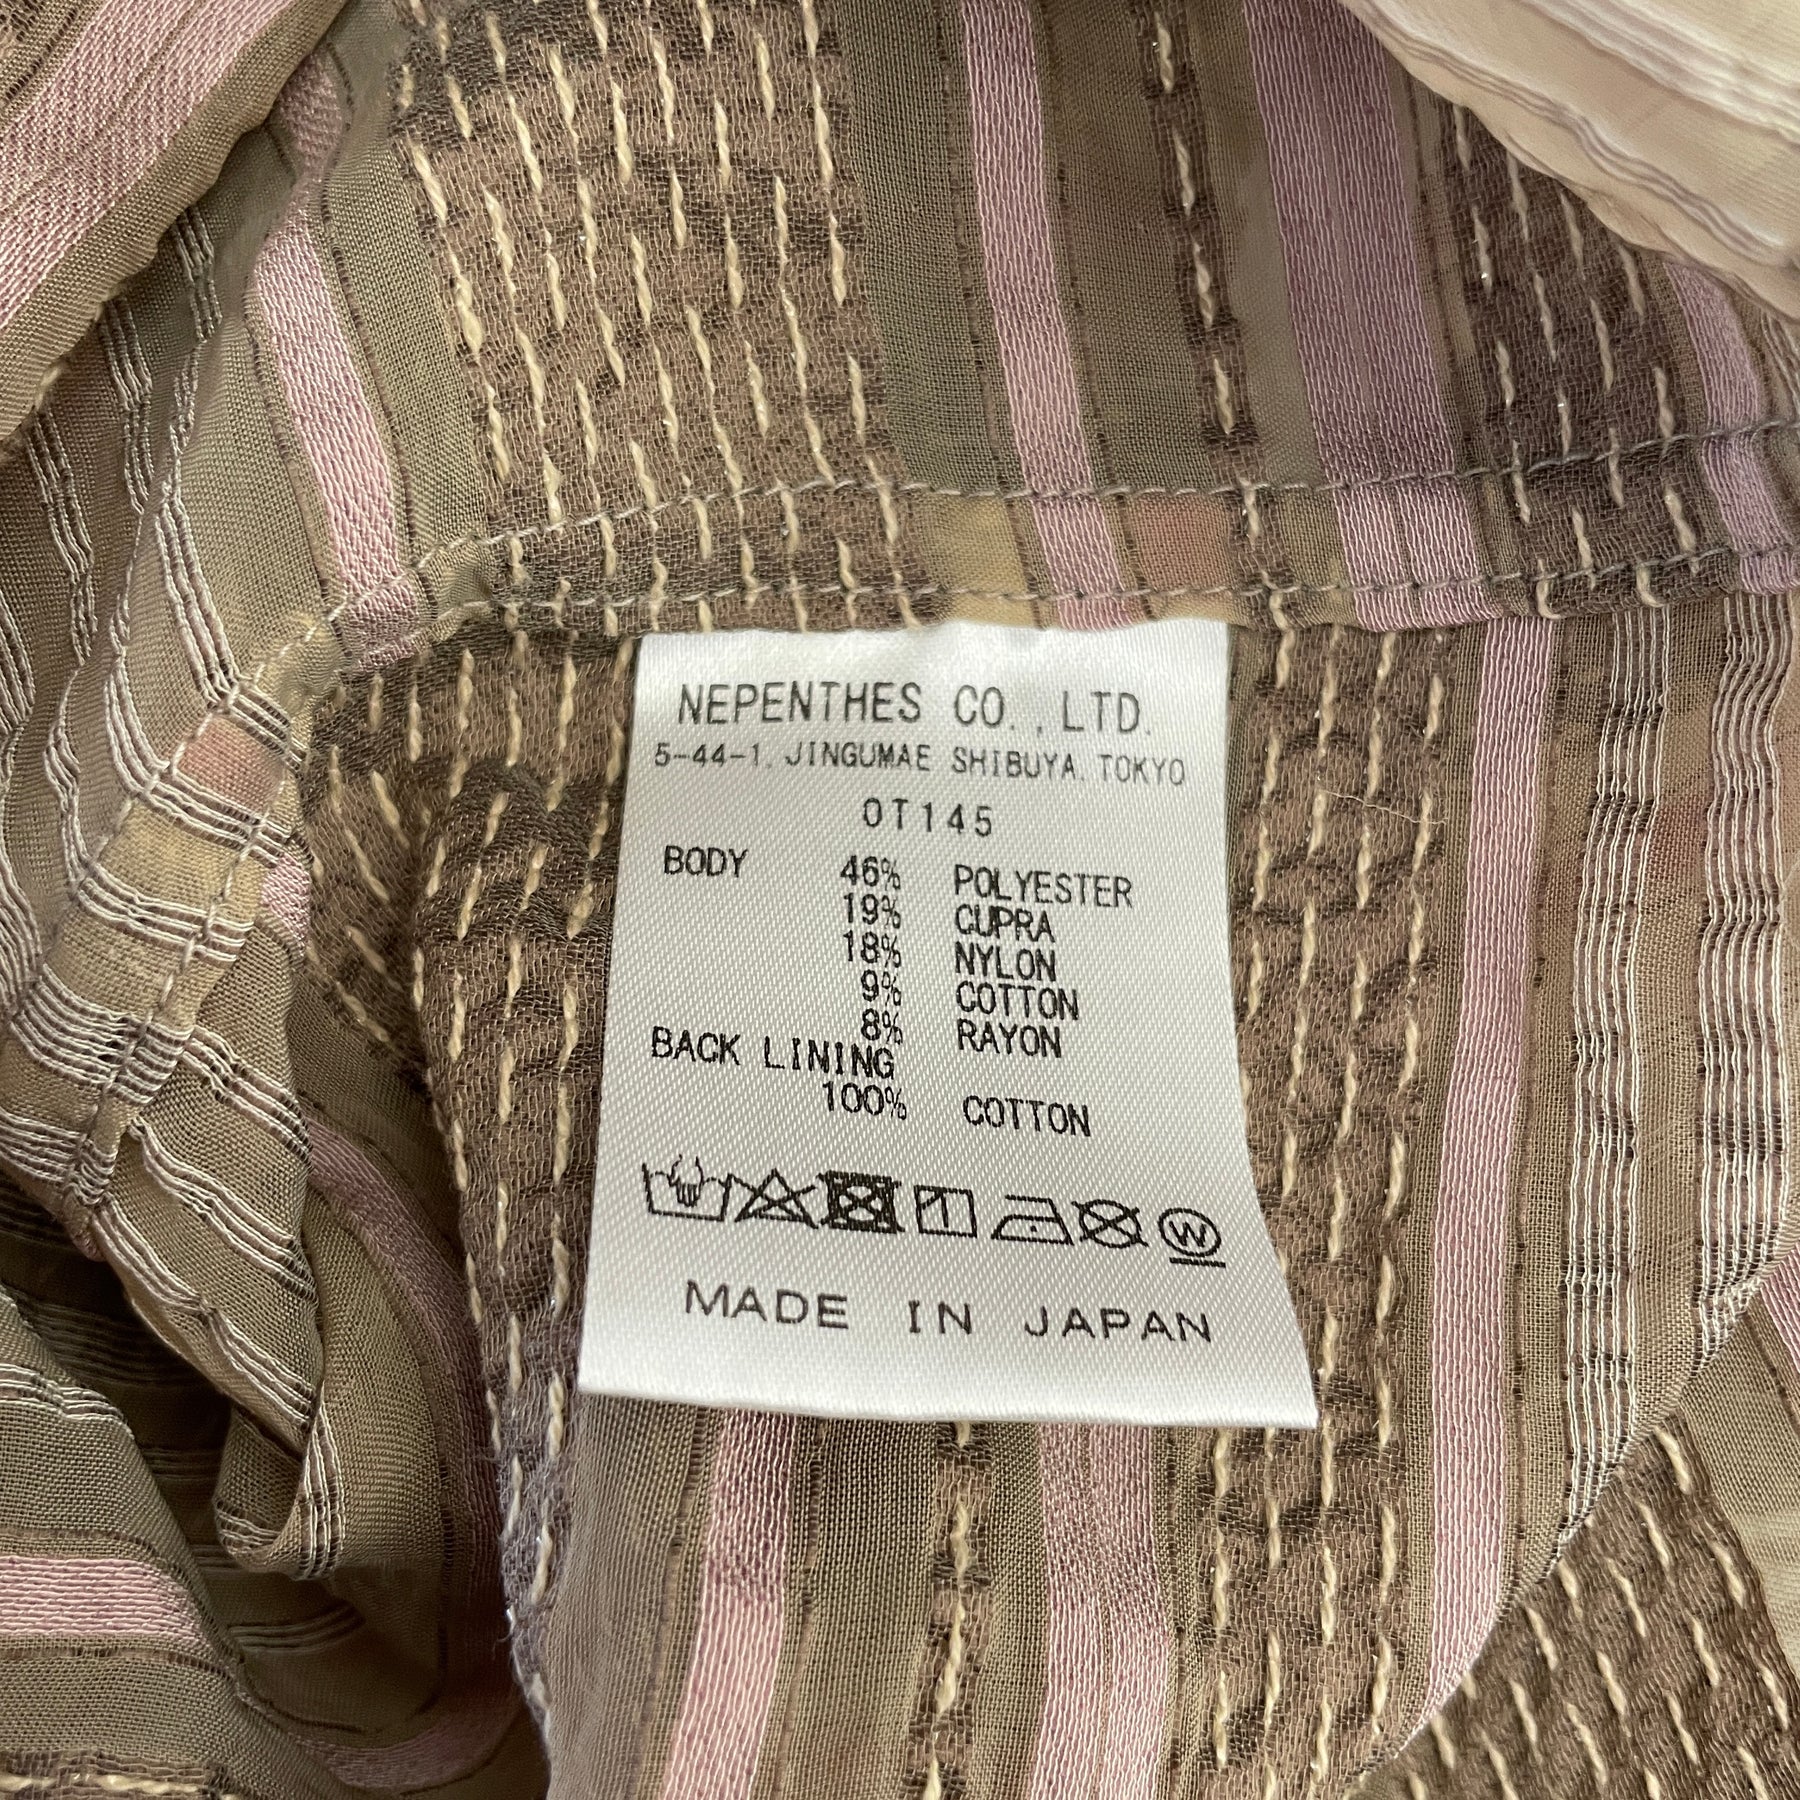 NEPENTHES CO.,LTD.
5-44-1, JINGUMAE SHIBUYA, TOKYO
OT145
BODY 46% POLYESTER
19% CUPRA
18% NYLON
9% COTTON
8% RAYON
BACK LINING
100% COTTON
1 W
MADE IN JAPAN